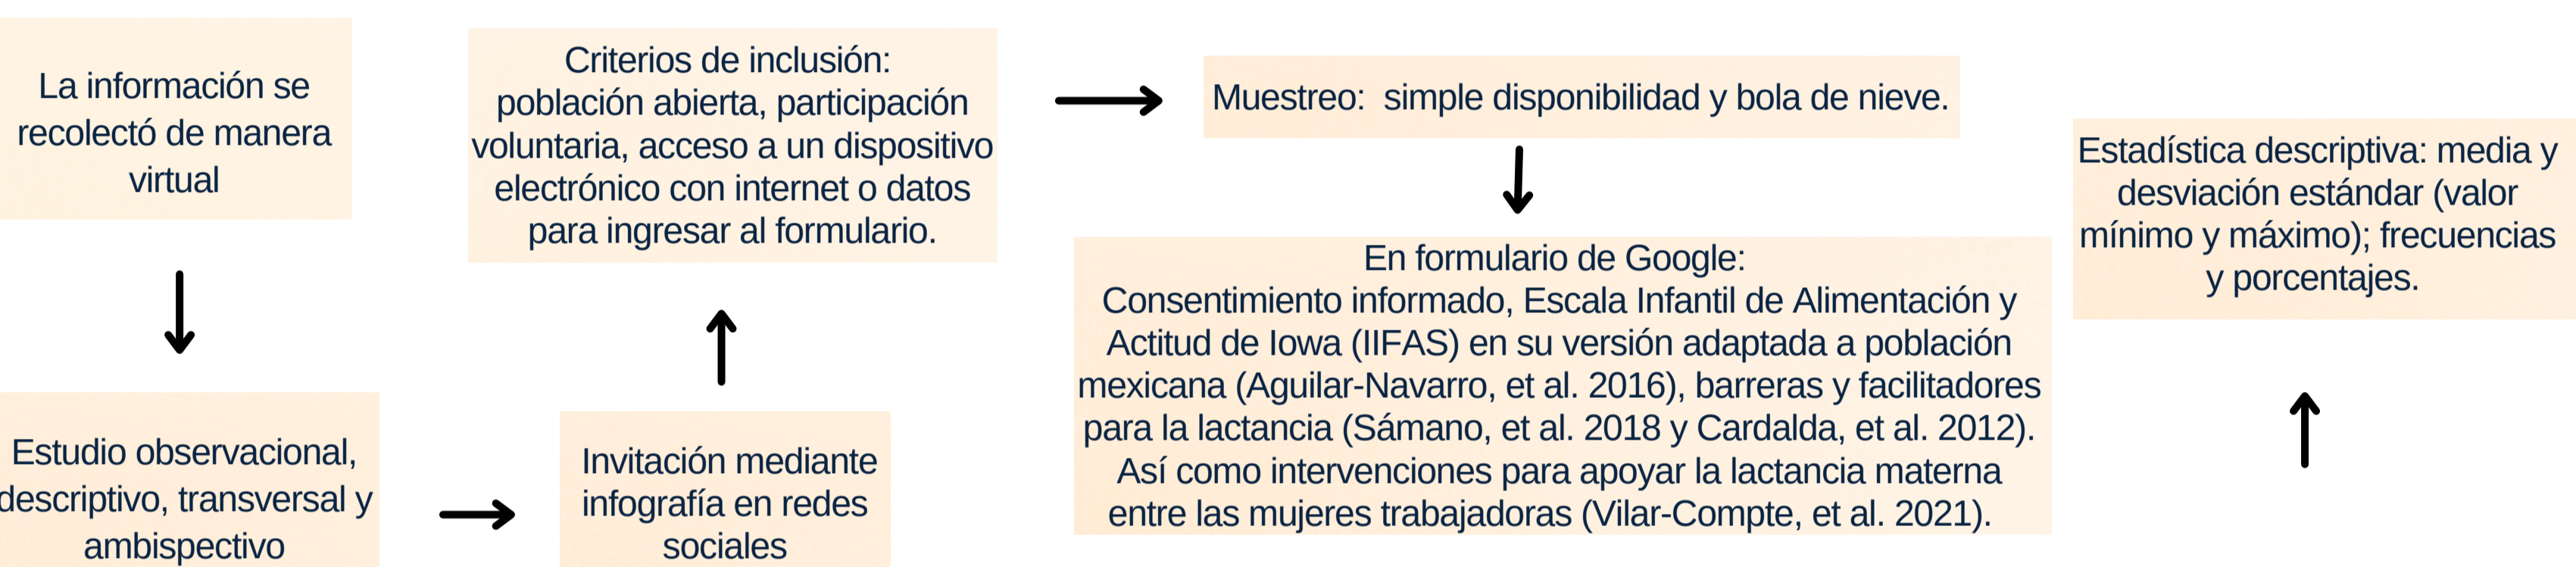 La información se
recolectó de manera
virtual
Estudio observacional,
descriptivo, transversal y
ambispectivo
Invitación mediante
infografía en redes
sociales
Criterios de inclusión:
población abierta, participación
voluntaria, acceso a un dispositivo
electrónico con internet o datos
para ingresar al formulario.
Muestreo: simple disponibilidad y bola de nieve.
En formulario de Google:
Consentimiento informado, Escala Infantil de Alimentación y
Actitud de Iowa (IIFAS) en su versión adaptada a población
mexicana (Aguilar-Navarro, et al. 2016), barreras y facilitadores
para la lactancia (Sámano, et al. 2018 y Cardalda, et al. 2012).
Así como intervenciones para apoyar la lactancia materna
entre las mujeres trabajadoras (Vilar-Compte, et al. 2021).
Estadística descriptiva: media y
desviación estándar (valor
mínimo y máximo); frecuencias
y porcentajes.